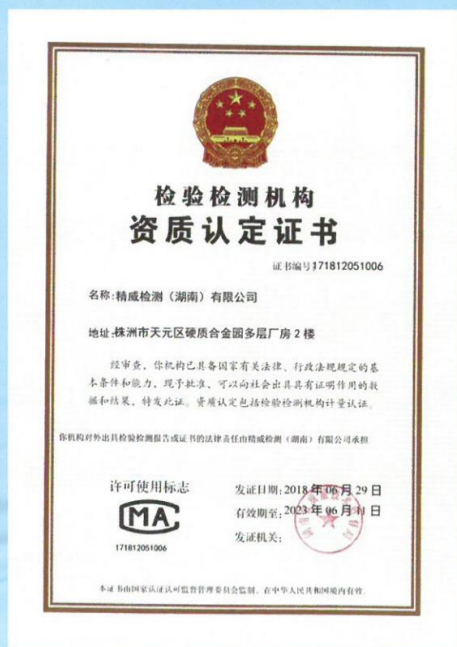 检验检测机构
资质认定证书
证书编号:171812051006
名称:精威检测（湖南）有限公司
地址:株洲市天元区硬质合金园多层厂房2楼
经审查，你机构已具备国家有关法律、行政法规规定的基
本条件和能力，现予批准，可以向社会出具具有证明作用的数
据和结果，特发此证。资质认定包括检验检测机构计量认证。
你机构对外出具检验检测报告或证书的法律责任由精威检测（湖南）有限公司承担
许可使用标志
MA
171812051006
发证日期:2018年06月29日
有效期至:2023年06月11日
发证机关:
本证书由国家认证认可监督管理委员会监制，在中华人民共和国境内有效。